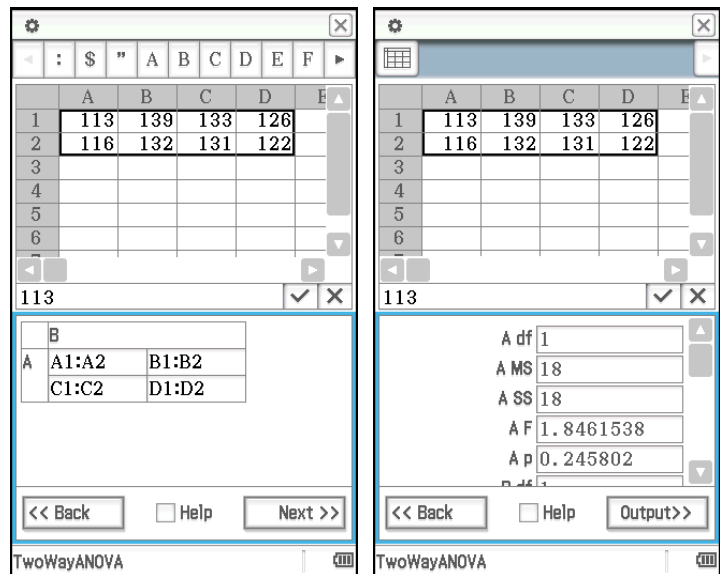 : $ " A B C D E F
A B C D E
1 113 139 133 126
2 116 132 131 122
3
4
5
6
113
B
A A1:A2 B1:B2
C1:C2 D1:D2
<< Back Help Next >>
TwoWayANOVA
A B C D E
1 113 139 133 126
2 116 132 131 122
3
4
5
6
113
A df 1
A MS 18
A SS 18
A F 1.8461538
A p 0.245802
B df 1
<< Back Help Output>>
TwoWayANOVA